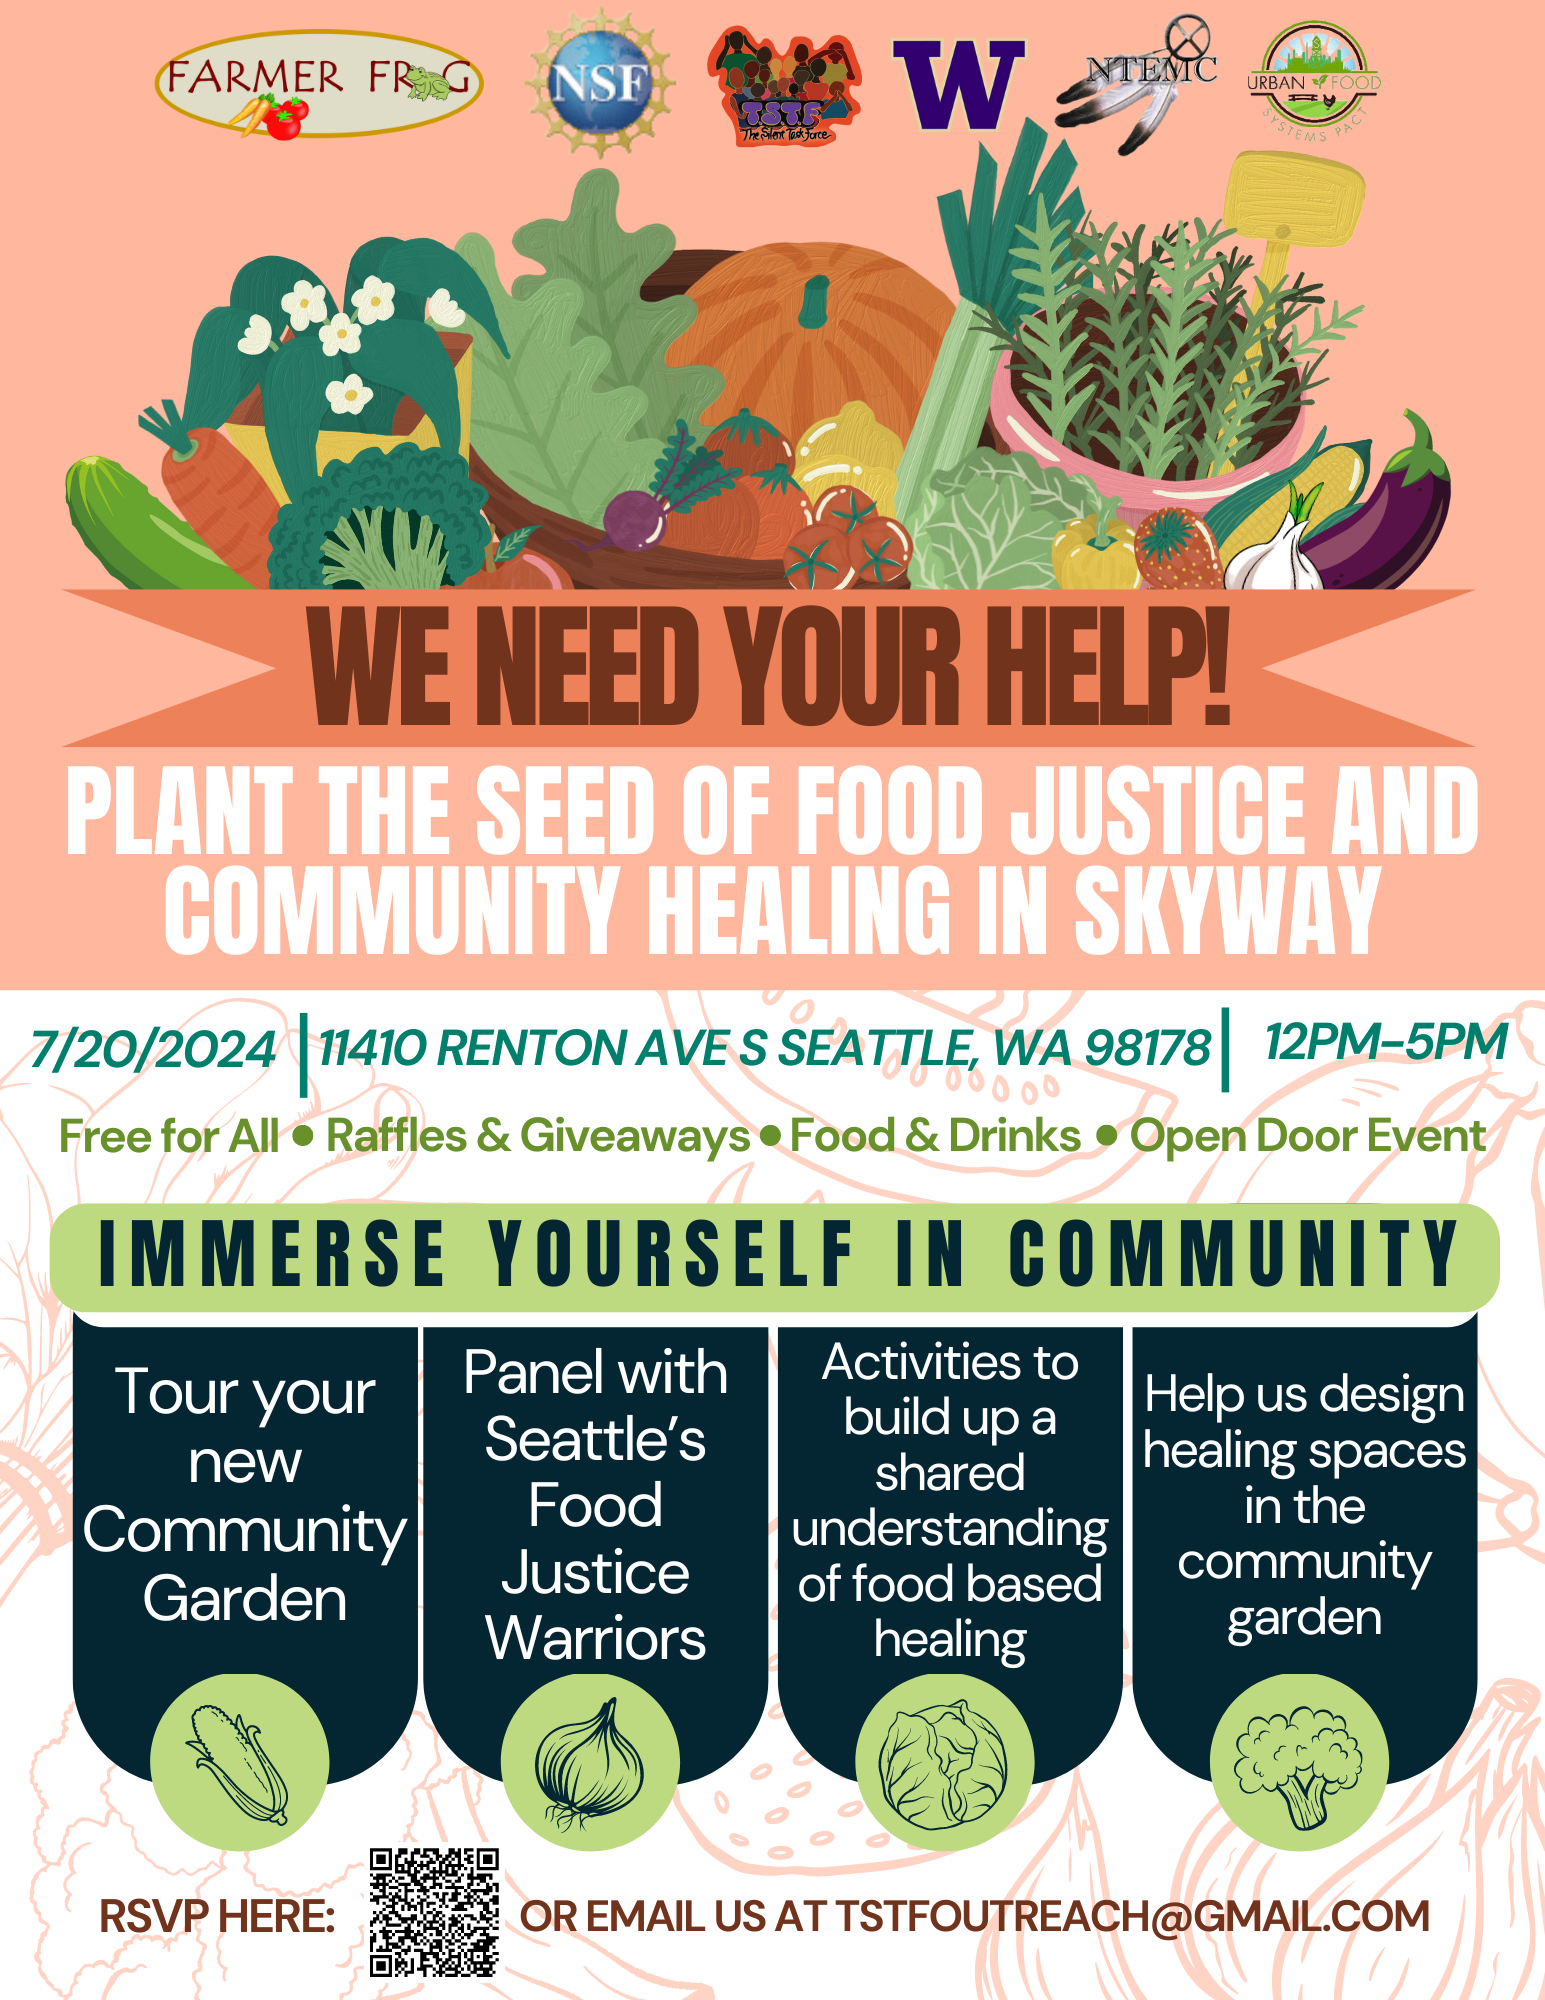 FARMER FROG
NSF
TSTF
The Silent Task Force
W
NTEMC
URBAN FOOD
SYSTEMS PACT
WE NEED YOUR HELP!
PLANT THE SEED OF FOOD JUSTICE AND
COMMUNITY HEALING IN SKYWAY
7/20/2024 | 11410 RENTON AVE S SEATTLE, WA 98178 | 12PM–5PM
Free for All • Raffles & Giveaways • Food & Drinks • Open Door Event
IMMERSE YOURSELF IN COMMUNITY
Tour your
new
Community
Garden
Panel with
Seattle’s
Food
Justice
Warriors
Activities to
build up a
shared
understanding
of food based
healing
Help us design
healing spaces
in the
community
garden
RSVP HERE:
OR EMAIL US AT TSTFOUTREACH@GMAIL.COM